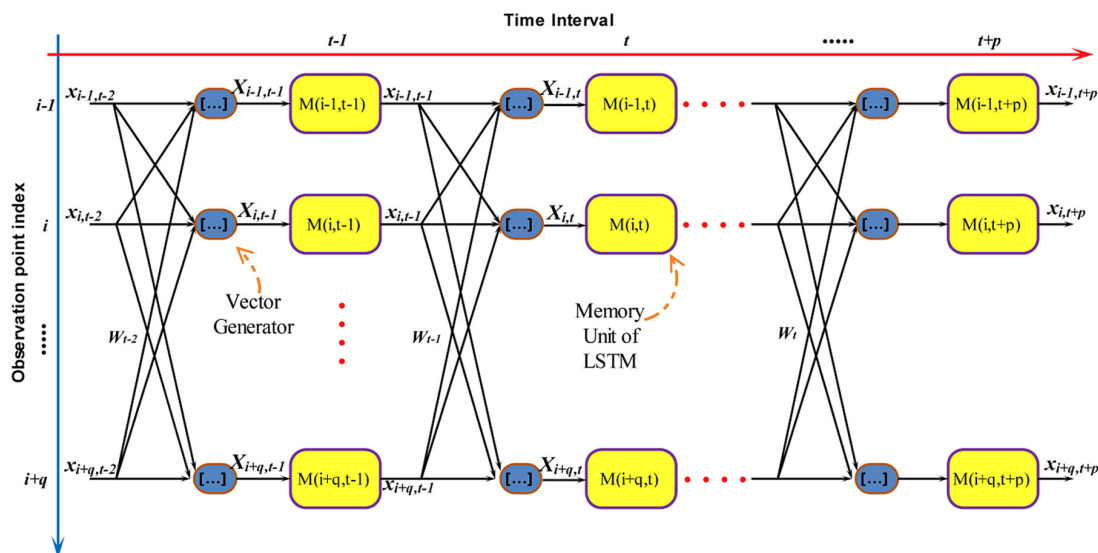 Time Interval
t-1 t ..... t+p
Observation point index
i-1 x_{i-1,t-2} [...] X_{i-1,t-1} M(i-1,t-1) x_{i-1,t-1} [...] X_{i-1,t} M(i-1,t) .... [...] M(i-1,t+p) x_{i-1,t+p}
i x_{i,t-2} [...] X_{i,t-1} M(i,t-1) x_{i,t-1} [...] X_{i,t} M(i,t) .... [...] M(i,t+p) x_{i,t+p}
Vector
Generator
Memory
Unit of
LSTM
..... W_{t-2} W_{t-1} W_t
i+q x_{i+q,t-2} [...] X_{i+q,t-1} M(i+q,t-1) x_{i+q,t-1} [...] X_{i+q,t} M(i+q,t) .... [...] M(i+q,t+p) x_{i+q,t+p}